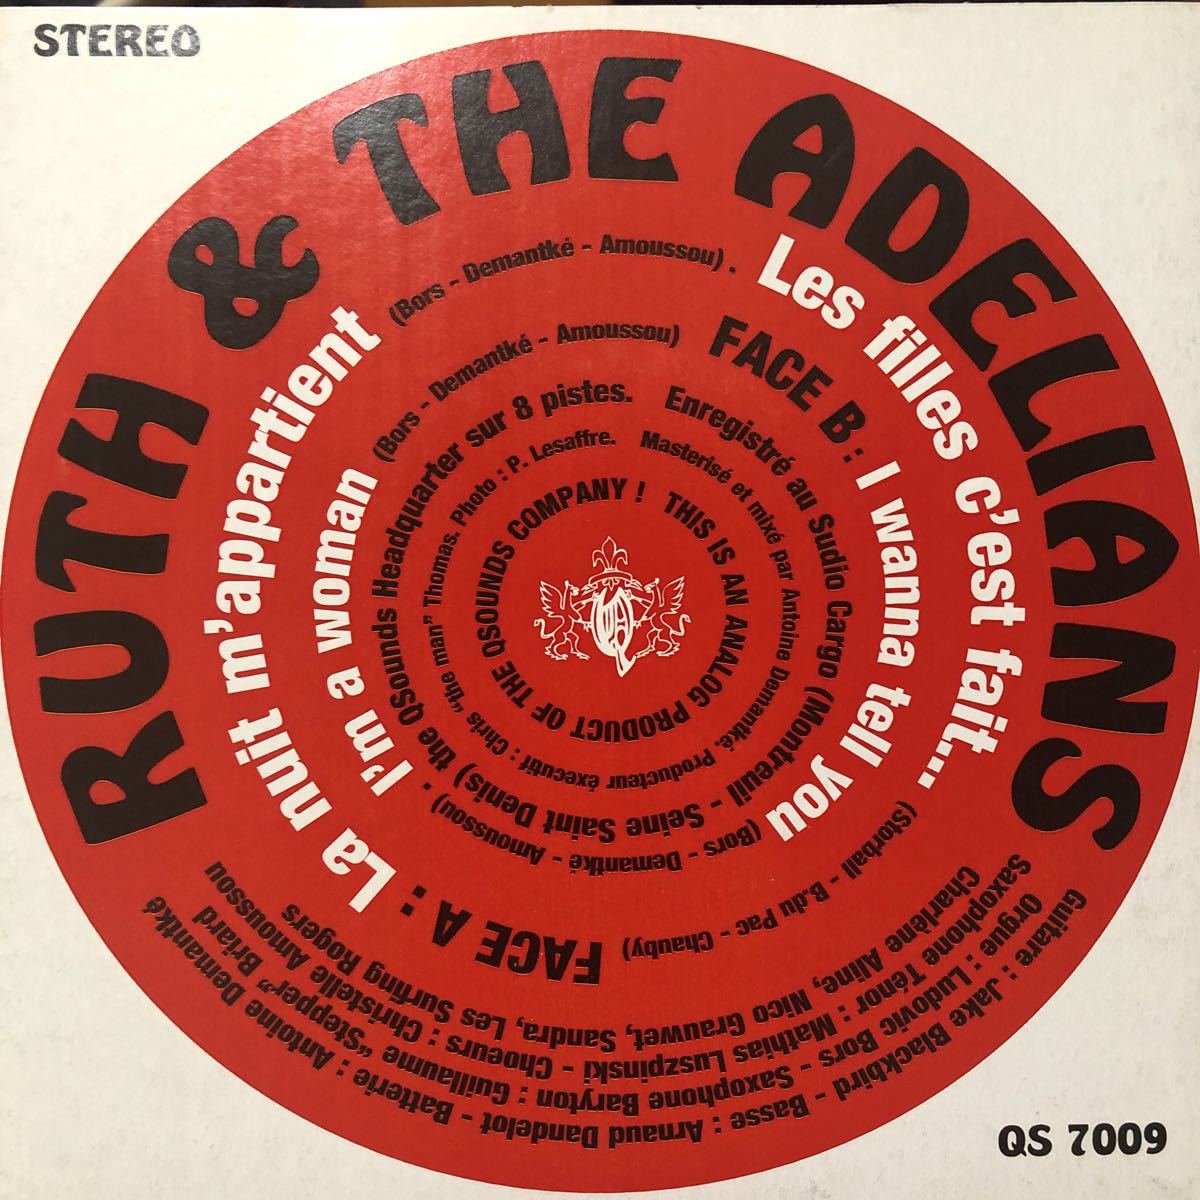 STEREO
RUTH & THE ADELIANS
FACE A : La nuit m'appartient (Bors - Demantké - Amoussou). Les filles c'est fait... (Storball - B.du Pac - Chauby)
I'm a woman (Bors - Demantké - Amoussou) FACE B : I wanna tell you (Bors - Demantké - Amoussou).
Enregistré au Sudio Cargo (Montreuil - Seine Saint Denis) the QSounds Headquarter sur 8 pistes.
Masterisé et mixé par Antoine Demantké. Producteur éxecutif : Chris "the man" Thomas. Photo : P. Lesaffre.
THIS IS AN ANALOG PRODUCT OF THE QSOUNDS COMPANY !
Guitare : Jake Blackbird - Basse : Arnaud Dandelot - Batterie : Antoine Demantké
Orgue : Ludovic Bors - Saxophone Baryton : Guillaume "Stepper" Briard
Saxophone Ténor : Mathias Luszpinski - Choeurs : Christelle Amoussou
Charlène Aline, Nico Grauwet, Sandra, Les Surfing Rogers
QS 7009